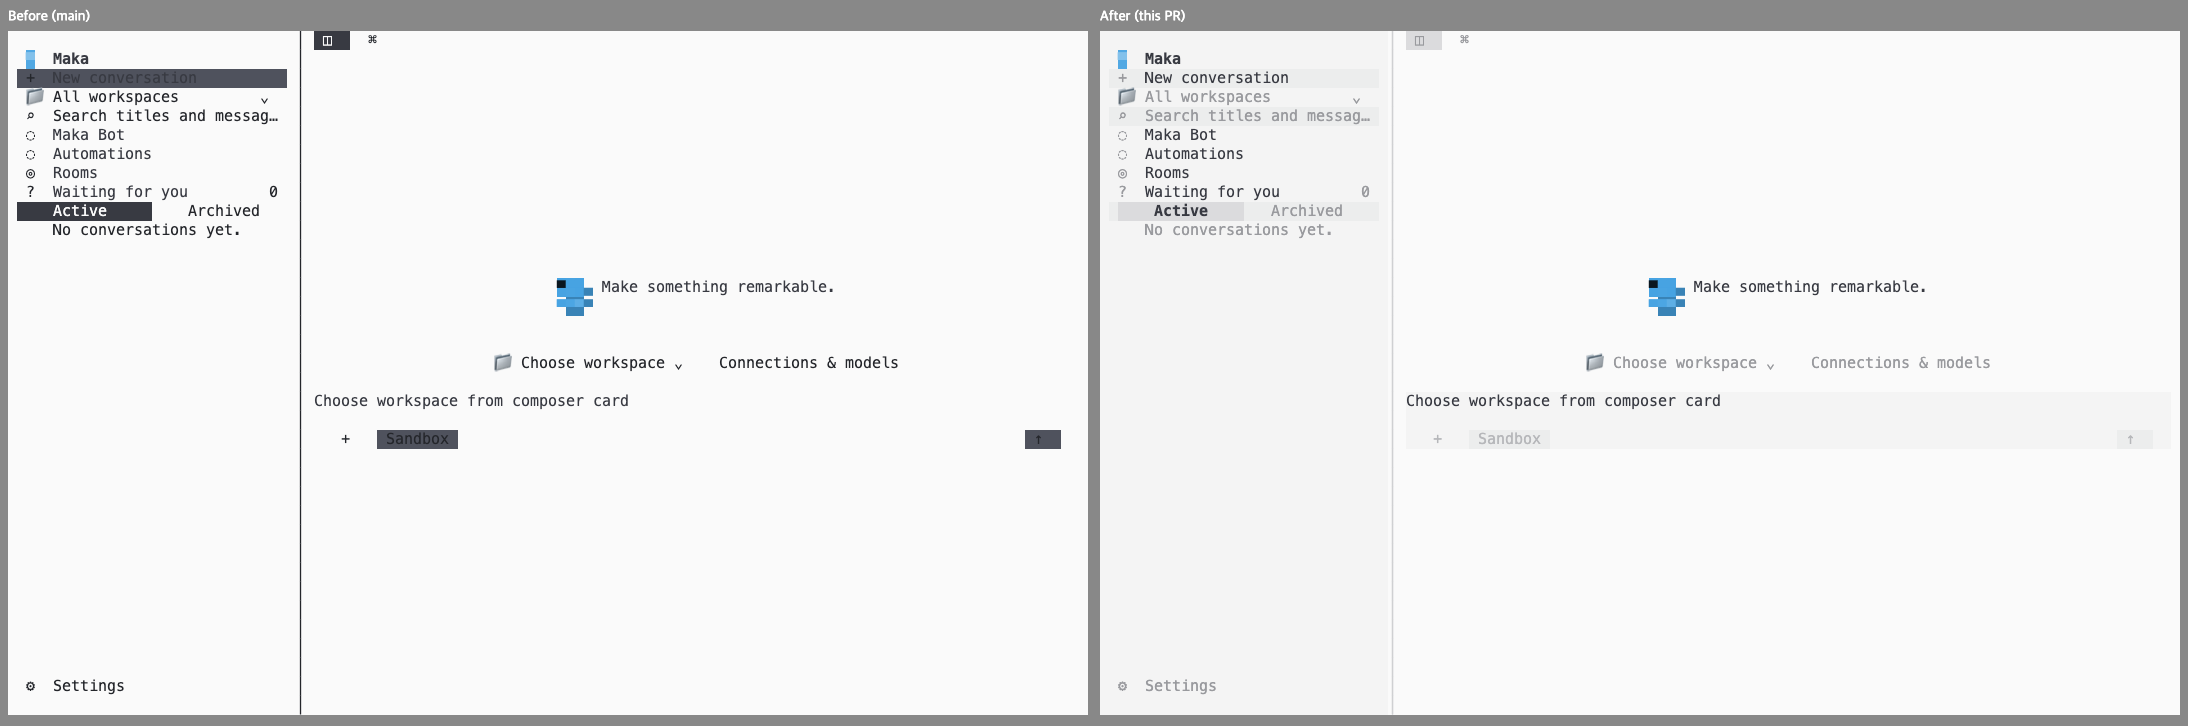 Before (main)
Maka
+ New conversation
All workspaces ⌄
Search titles and messag…
Maka Bot
Automations
Rooms
? Waiting for you 0
Active Archived
No conversations yet.
Settings
⌘
Make something remarkable.
Choose workspace ⌄ Connections & models
Choose workspace from composer card
+ Sandbox ↑
After (this PR)
Maka
+ New conversation
All workspaces ⌄
Search titles and messag…
Maka Bot
Automations
Rooms
? Waiting for you 0
Active Archived
No conversations yet.
Settings
⌘
Make something remarkable.
Choose workspace ⌄ Connections & models
Choose workspace from composer card
+ Sandbox ↑